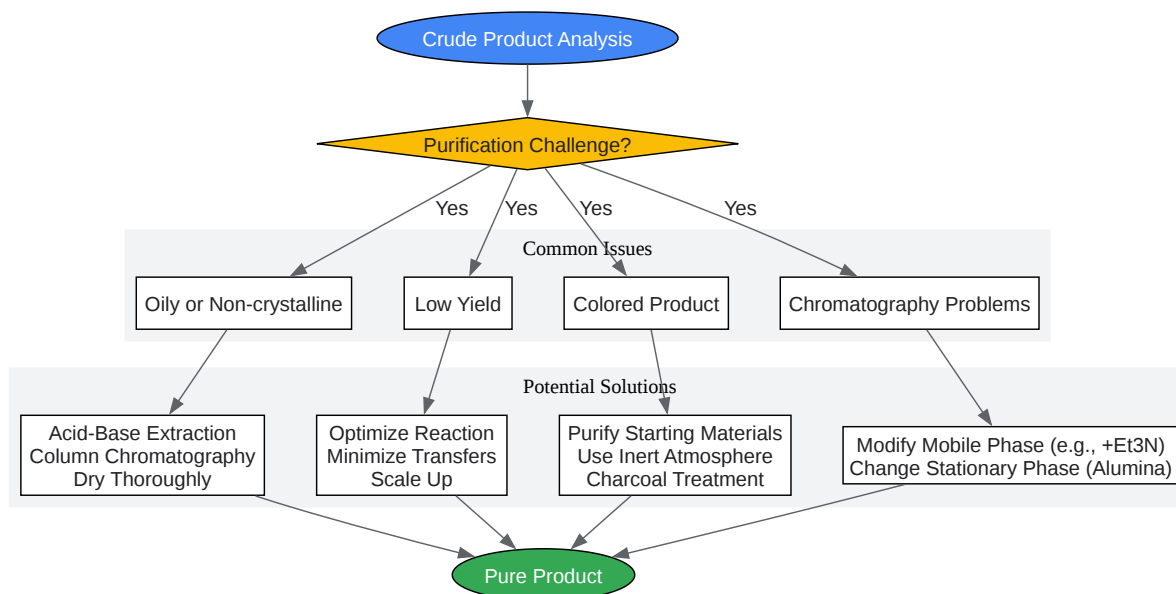 Crude Product Analysis
Purification Challenge?
Yes
Yes
Yes
Yes
Common Issues
Oily or Non-crystalline
Low Yield
Colored Product
Chromatography Problems
Potential Solutions
Acid-Base Extraction
Column Chromatography
Dry Thoroughly
Optimize Reaction
Minimize Transfers
Scale Up
Purify Starting Materials
Use Inert Atmosphere
Charcoal Treatment
Modify Mobile Phase (e.g., +Et3N)
Change Stationary Phase (Alumina)
Pure Product